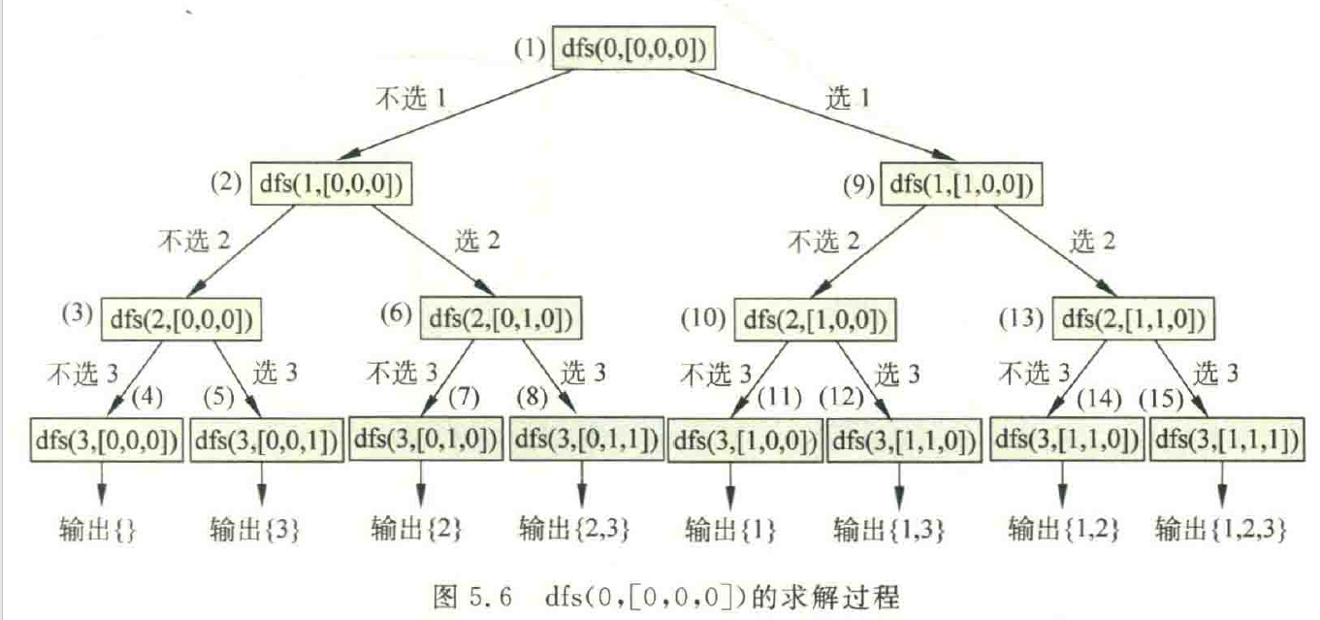 (1) dfs(0,[0,0,0])
不选 1 选 1
(2) dfs(1,[0,0,0]) (9) dfs(1,[1,0,0])
不选 2 选 2 不选 2 选 2
(3) dfs(2,[0,0,0]) (6) dfs(2,[0,1,0]) (10) dfs(2,[1,0,0]) (13) dfs(2,[1,1,0])
不选 3 选 3 不选 3 选 3 不选 3 选 3 不选 3 选 3
(4) (5) (7) (8) (11) (12) (14) (15)
dfs(3,[0,0,0]) dfs(3,[0,0,1]) dfs(3,[0,1,0]) dfs(3,[0,1,1]) dfs(3,[1,0,0]) dfs(3,[1,1,0]) dfs(3,[1,1,0]) dfs(3,[1,1,1])
输出{} 输出{3} 输出{2} 输出{2,3} 输出{1} 输出{1,3} 输出{1,2} 输出{1,2,3}
图 5.6 dfs(0,[0,0,0])的求解过程